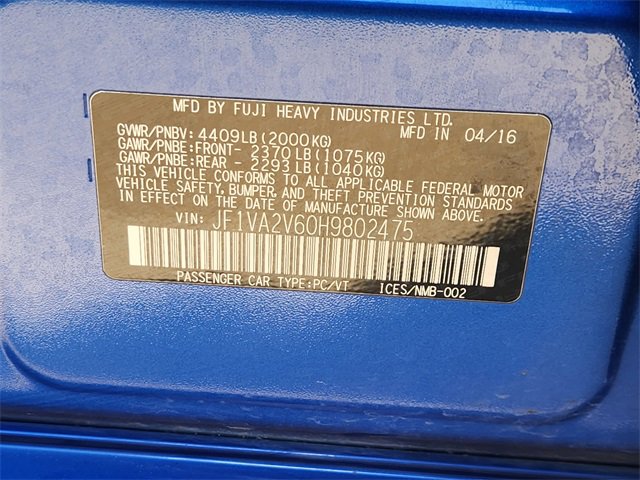 MFD BY FUJI HEAVY INDUSTRIES LTD.
GVWR/PNBV: 4409LB(2000KG) MFD IN 04/16
GAWR/PNBE:FRONT- 2370LB(1075KG)
GAWR/PNBE:REAR - 2293LB(1040KG)
THIS VEHICLE CONFORMS TO ALL APPLICABLE FEDERAL MOTOR
VEHICLE SAFETY, BUMPER, AND THEFT PREVENTION STANDARDS
IN EFFECT ON THE DATE OF MANUFACTURE SHOWN ABOVE.
VIN: JF1VA2V60H9802475
PASSENGER CAR TYPE:PC/VT ICES/NMB-002